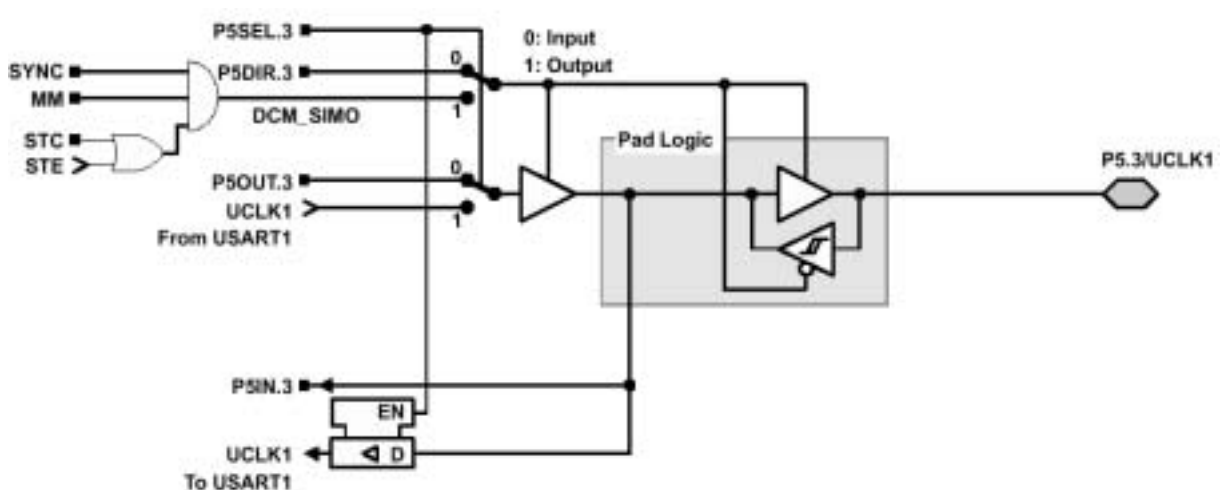 P5SEL.3
0: Input
1: Output
SYNC
P5DIR.3
0
MM
1
DCM_SIMO
STC
STE
Pad Logic
P5.3/UCLK1
P5OUT.3
0
UCLK1
1
From USART1
P5IN.3
EN
UCLK1
D
To USART1